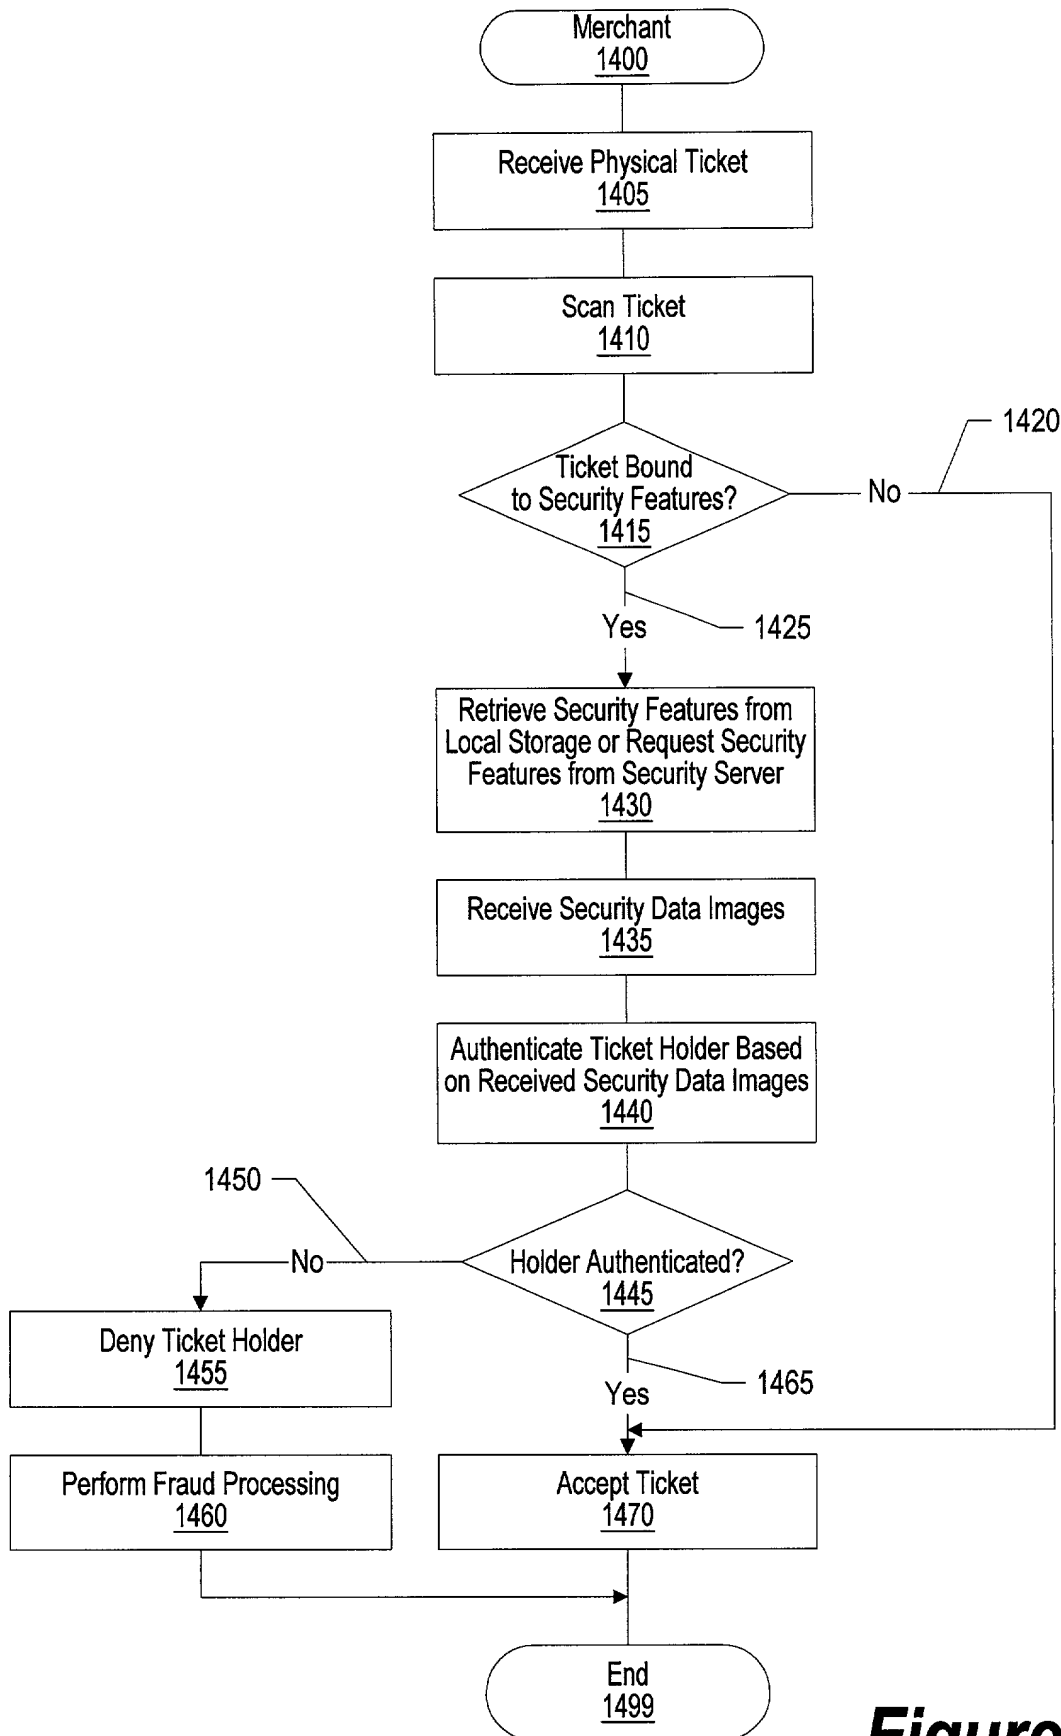 Merchant
1400
Receive Physical Ticket
1405
Scan Ticket
1410
1420
Ticket Bound
to Security Features?
1415
No
Yes
1425
Retrieve Security Features from
Local Storage or Request Security
Features from Security Server
1430
Receive Security Data Images
1435
Authenticate Ticket Holder Based
on Received Security Data Images
1440
1450
No
Holder Authenticated?
1445
Deny Ticket Holder
1455
Yes
1465
Perform Fraud Processing
1460
Accept Ticket
1470
End
1499
Figure